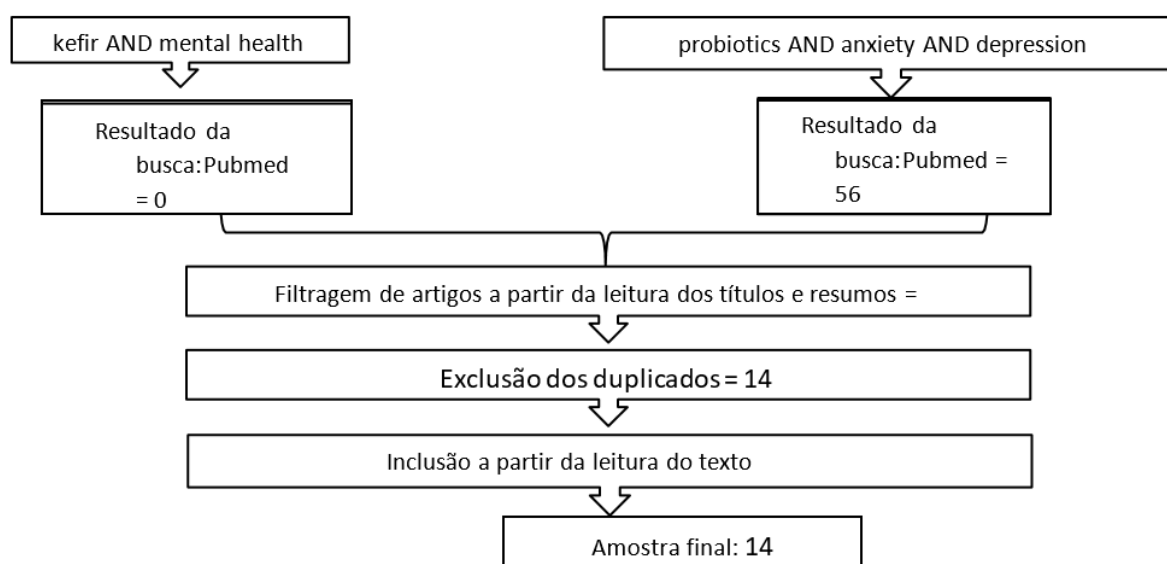 kefir AND mental health
probiotics AND anxiety AND depression
Resultado da
busca:Pubmed
= 0
Resultado da
busca:Pubmed =
56
Filtragem de artigos a partir da leitura dos títulos e resumos =
Exclusão dos duplicados = 14
Inclusão a partir da leitura do texto
Amostra final: 14